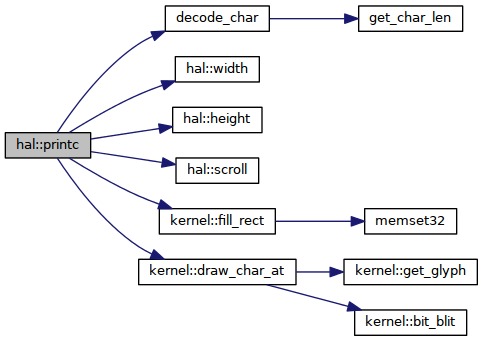 decode_char
get_char_len
hal::width
hal::height
hal::printc
hal::scroll
kernel::fill_rect
memset32
kernel::draw_char_at
kernel::get_glyph
kernel::bit_blit